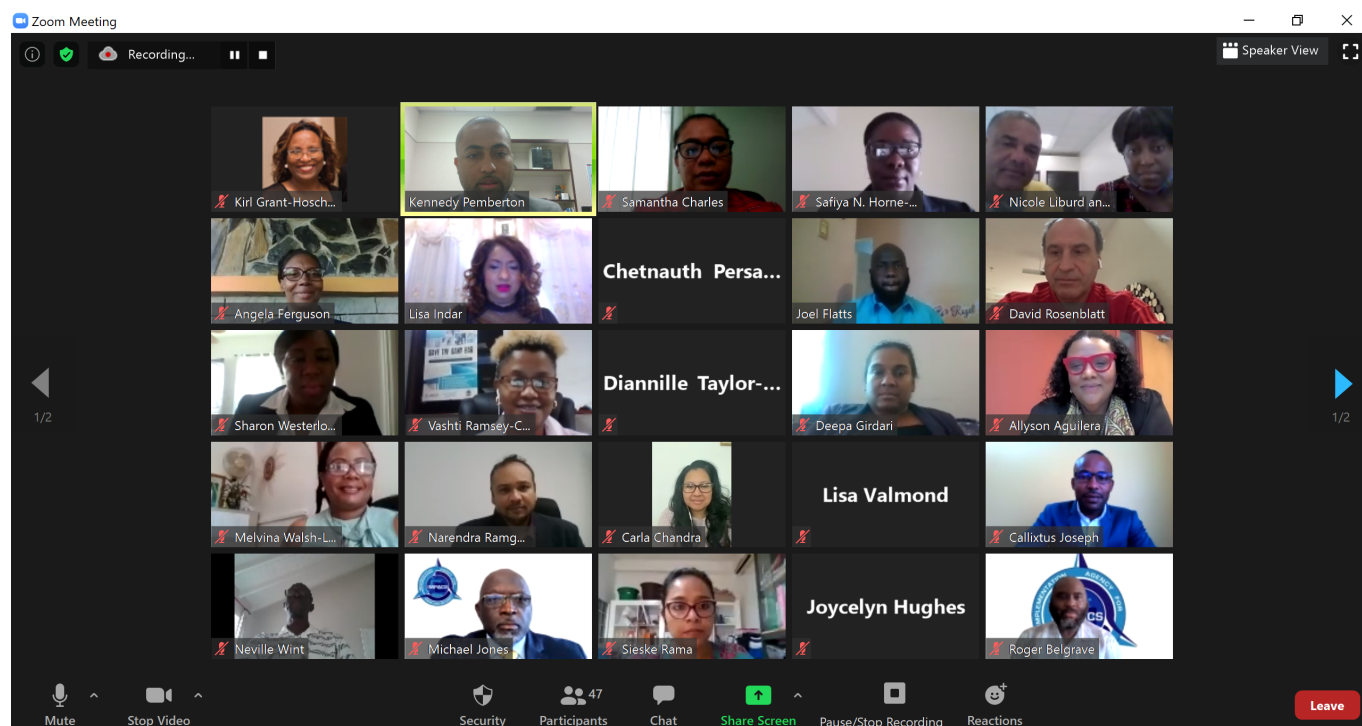 Zoom Meeting
Recording...
Speaker View
Kirl Grant-Hosch...
Kennedy Pemberton
Samantha Charles
Safiya N. Horne-...
Nicole Liburd an...
Angela Ferguson
Lisa Indar
Chetnauth Persa...
Joel Flatts
David Rosenblatt
1/2
1/2
Sharon Westerlo...
Vashti Ramsey-C...
Diannille Taylor-...
Deepa Girdari
Allyson Aguilera
Melvina Walsh-L...
Narendra Ramg...
Carla Chandra
Lisa Valmond
Callixtus Joseph
IMPLEMENTATION AGENCY FOR
Neville Wint
Michael Jones
Sieske Rama
Joycelyn Hughes
Roger Belgrave
47
Mute
Stop Video
Security
Participants
Chat
Share Screen
Pause/Stop Recording
Reactions
Leave